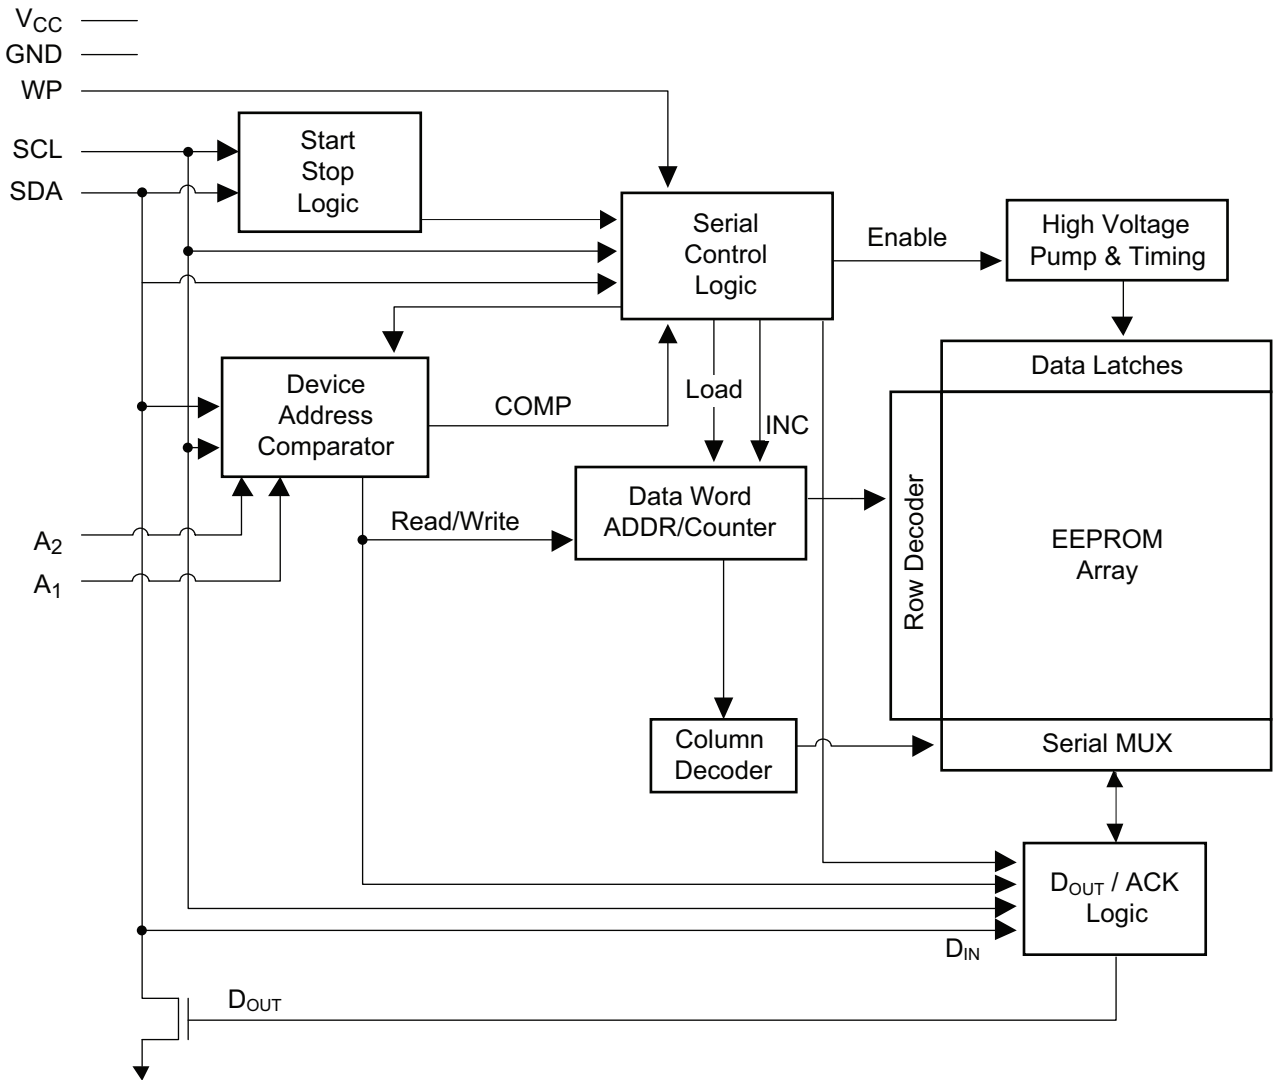 VCC
GND
WP
SCL
SDA
Start
Stop
Logic
Serial
Control
Logic
Enable
High Voltage
Pump & Timing
Data Latches
Device
Address
Comparator
COMP
Load
INC
Data Word
ADDR/Counter
Read/Write
A2
A1
Row Decoder
EEPROM
Array
Column
Decoder
Serial MUX
DOUT / ACK
Logic
DIN
DOUT